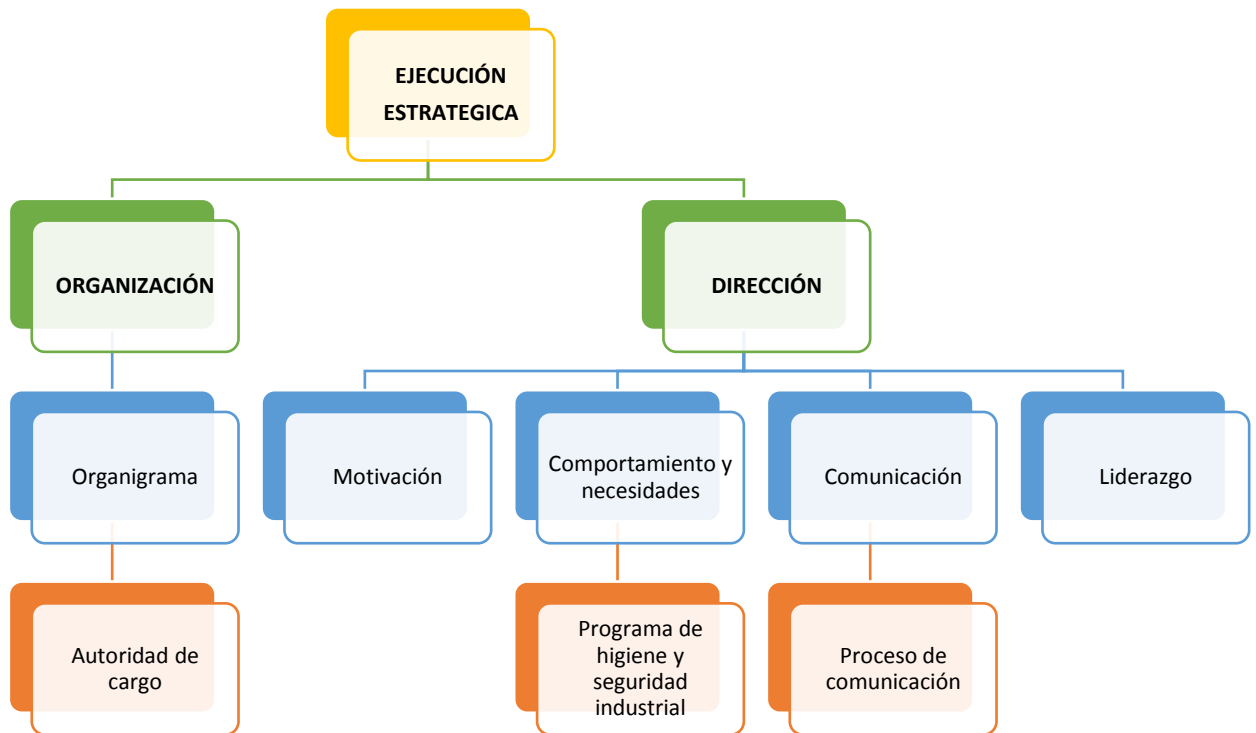 EJECUCIÓN
ESTRATEGICA
ORGANIZACIÓN
DIRECCIÓN
Organigrama
Motivación
Comportamiento y
necesidades
Comunicación
Liderazgo
Autoridad de
cargo
Programa de
higiene y
seguridad
industrial
Proceso de
comunicación